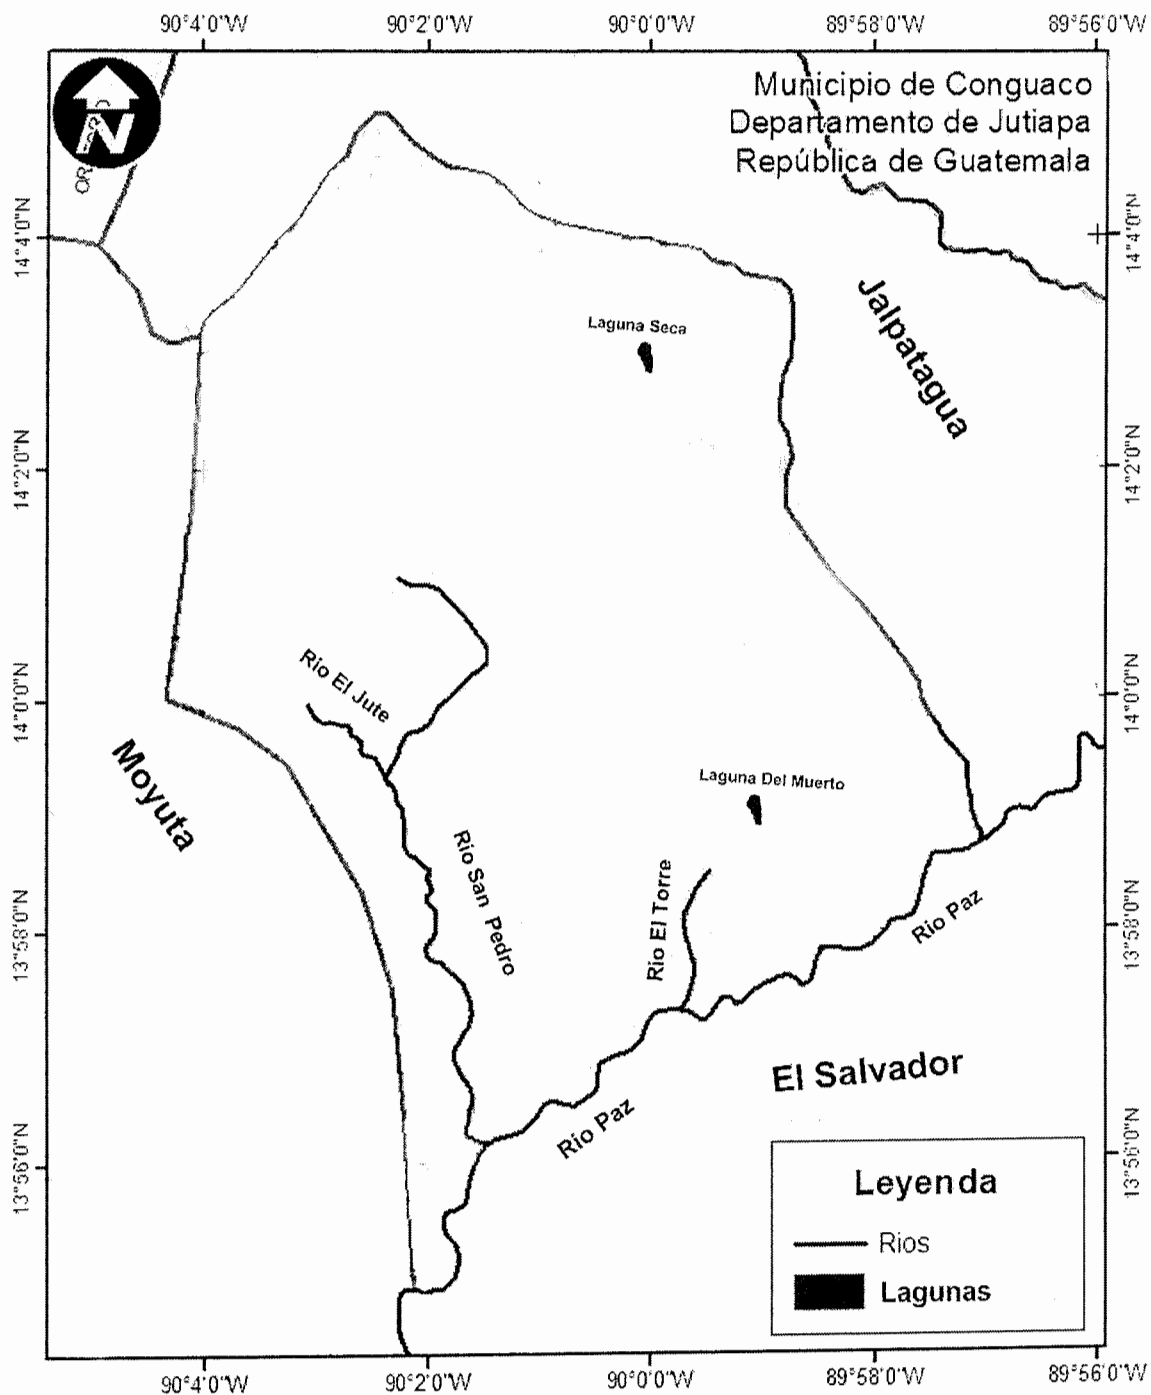 90°4'0"W 90°2'0"W 90°0'0"W 89°58'0"W 89°56'0"W
Municipio de Conguaco
Departamento de Jutiapa
República de Guatemala
N
OR
14°4'0"N
14°4'0"N
Jalpatagua
Laguna Seca
14°2'0"N
14°2'0"N
Rio El Jute
14°0'0"N
14°0'0"N
Moyuta
Laguna Del Muerto
Rio San Pedro
Rio El Torre
Rio Paz
13°58'0"N
13°58'0"N
El Salvador
Rio Paz
13°56'0"N
13°56'0"N
Leyenda
Rios
Lagunas
90°4'0"W 90°2'0"W 90°0'0"W 89°58'0"W 89°56'0"W